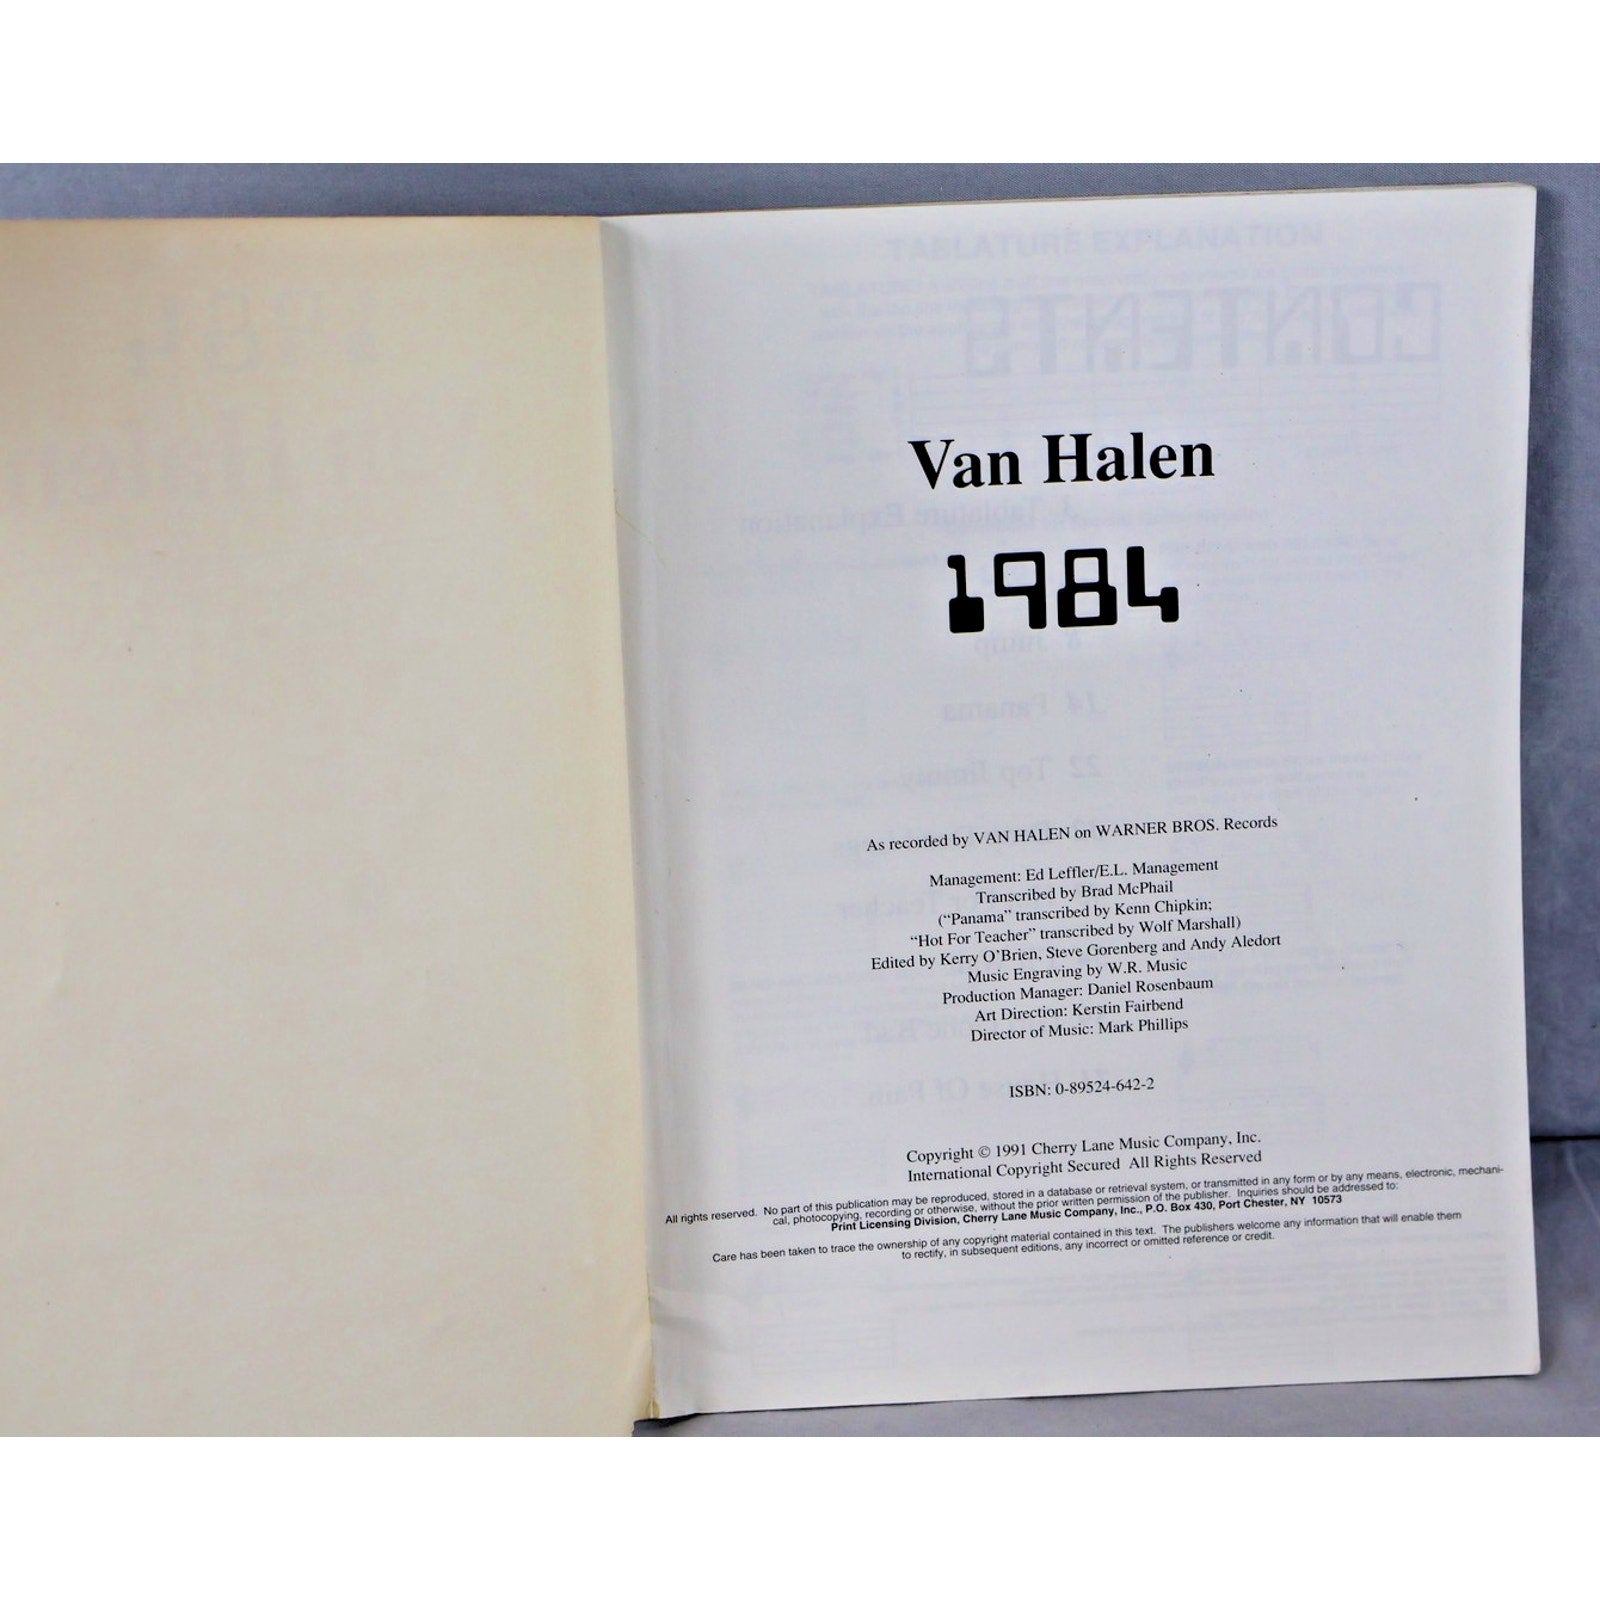 Van Halen
1984
As recorded by VAN HALEN on WARNER BROS. Records
Management: Ed Leffler/E.L. Management
Transcribed by Brad McPhail
(“Panama” transcribed by Kenn Chipkin;
“Hot For Teacher” transcribed by Wolf Marshall)
Edited by Kerry O’Brien, Steve Gorenberg and Andy Aledort
Music Engraving by W.R. Music
Production Manager: Daniel Rosenbaum
Art Direction: Kerstin Fairbend
Director of Music: Mark Phillips
ISBN: 0-89524-642-2
Copyright © 1991 Cherry Lane Music Company, Inc.
International Copyright Secured All Rights Reserved
All rights reserved. No part of this publication may be reproduced, stored in a database or retrieval system, or transmitted in any form or by any means, electronic, mechani-
cal, photocopying, recording or otherwise, without the prior written permission of the publisher. Inquiries should be addressed to:
Print Licensing Division, Cherry Lane Music Company, Inc., P.O. Box 430, Port Chester, NY 10573
Care has been taken to trace the ownership of any copyright material contained in this text. The publishers welcome any information that will enable them
to rectify, in subsequent editions, any incorrect or omitted reference or credit.